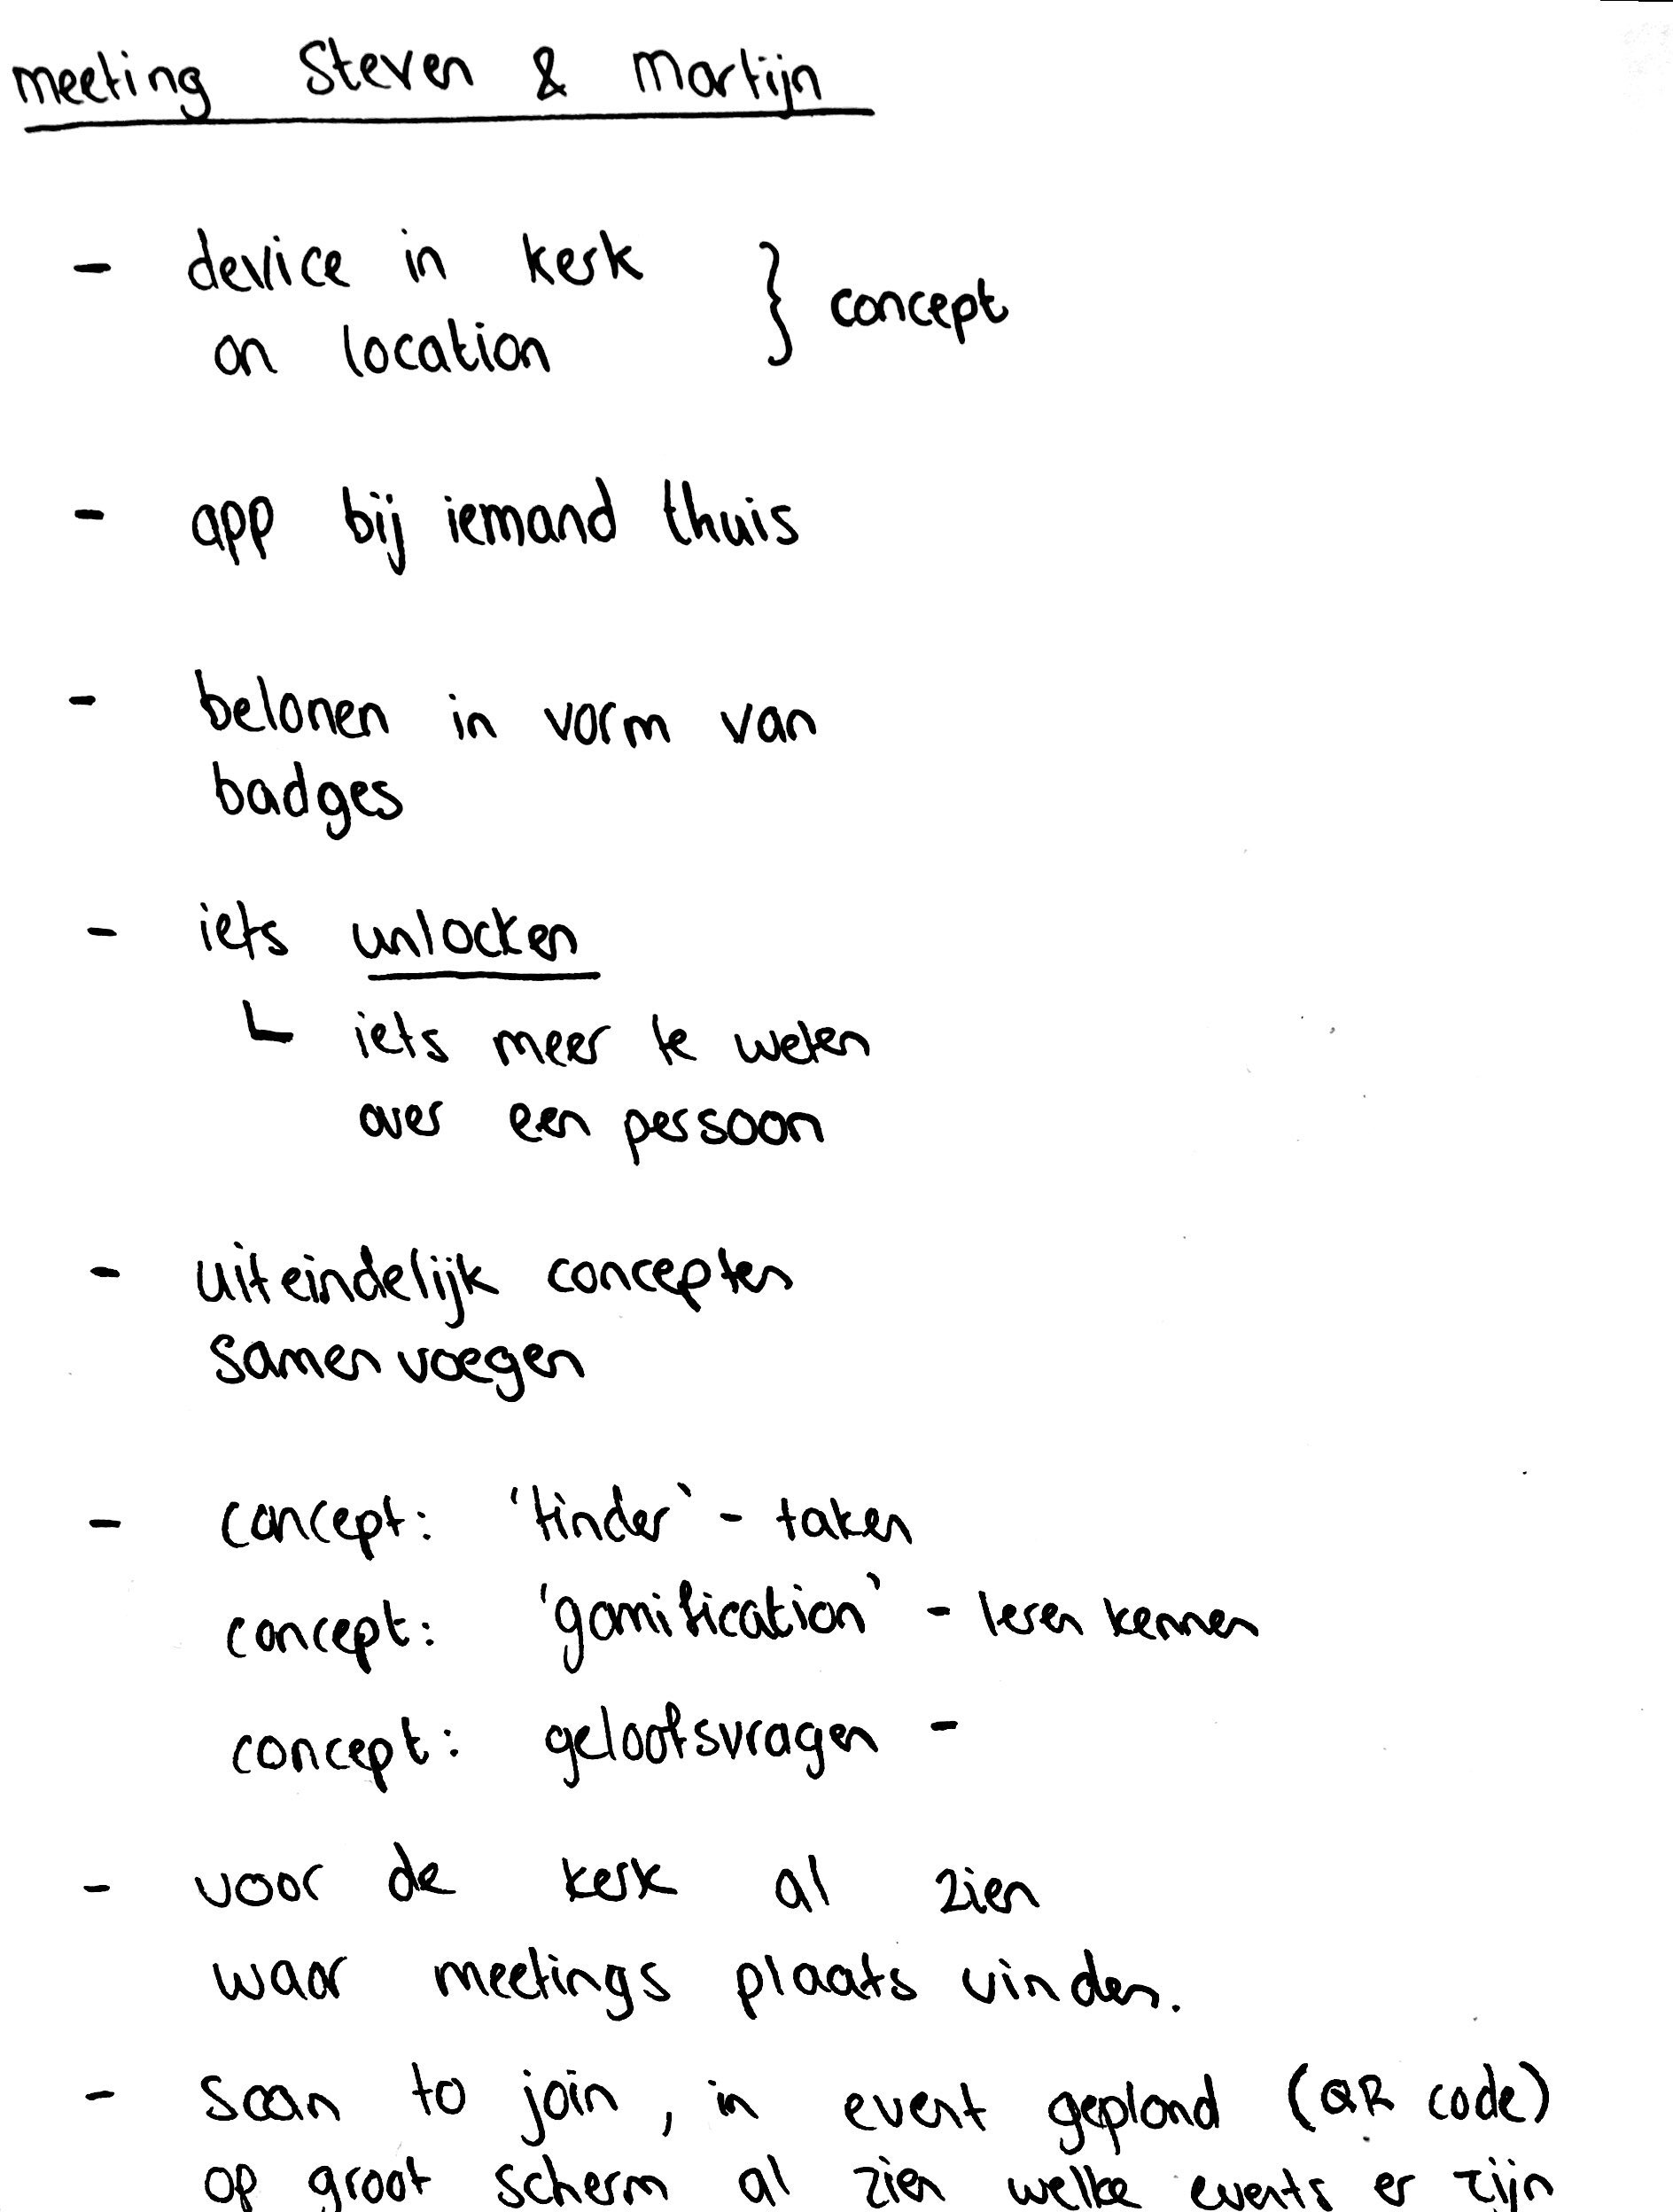 meeting Steven & Martijn
- device in kerk
on location
} concept
- app bij iemand thuis
- belonen in vorm van
badges
- iets unlocken
└ iets meer te weten
over een persoon
- uiteindelijk concepten
samenvoegen
- concept: 'tinder' - taken
concept: 'gamification' - leren kennen
concept: geloofsvragen -
- voor de kerk al zien
waar meetings plaats vinden.
- Scan to join, in event gepland (QR code)
op groot scherm al zien welke events er zijn